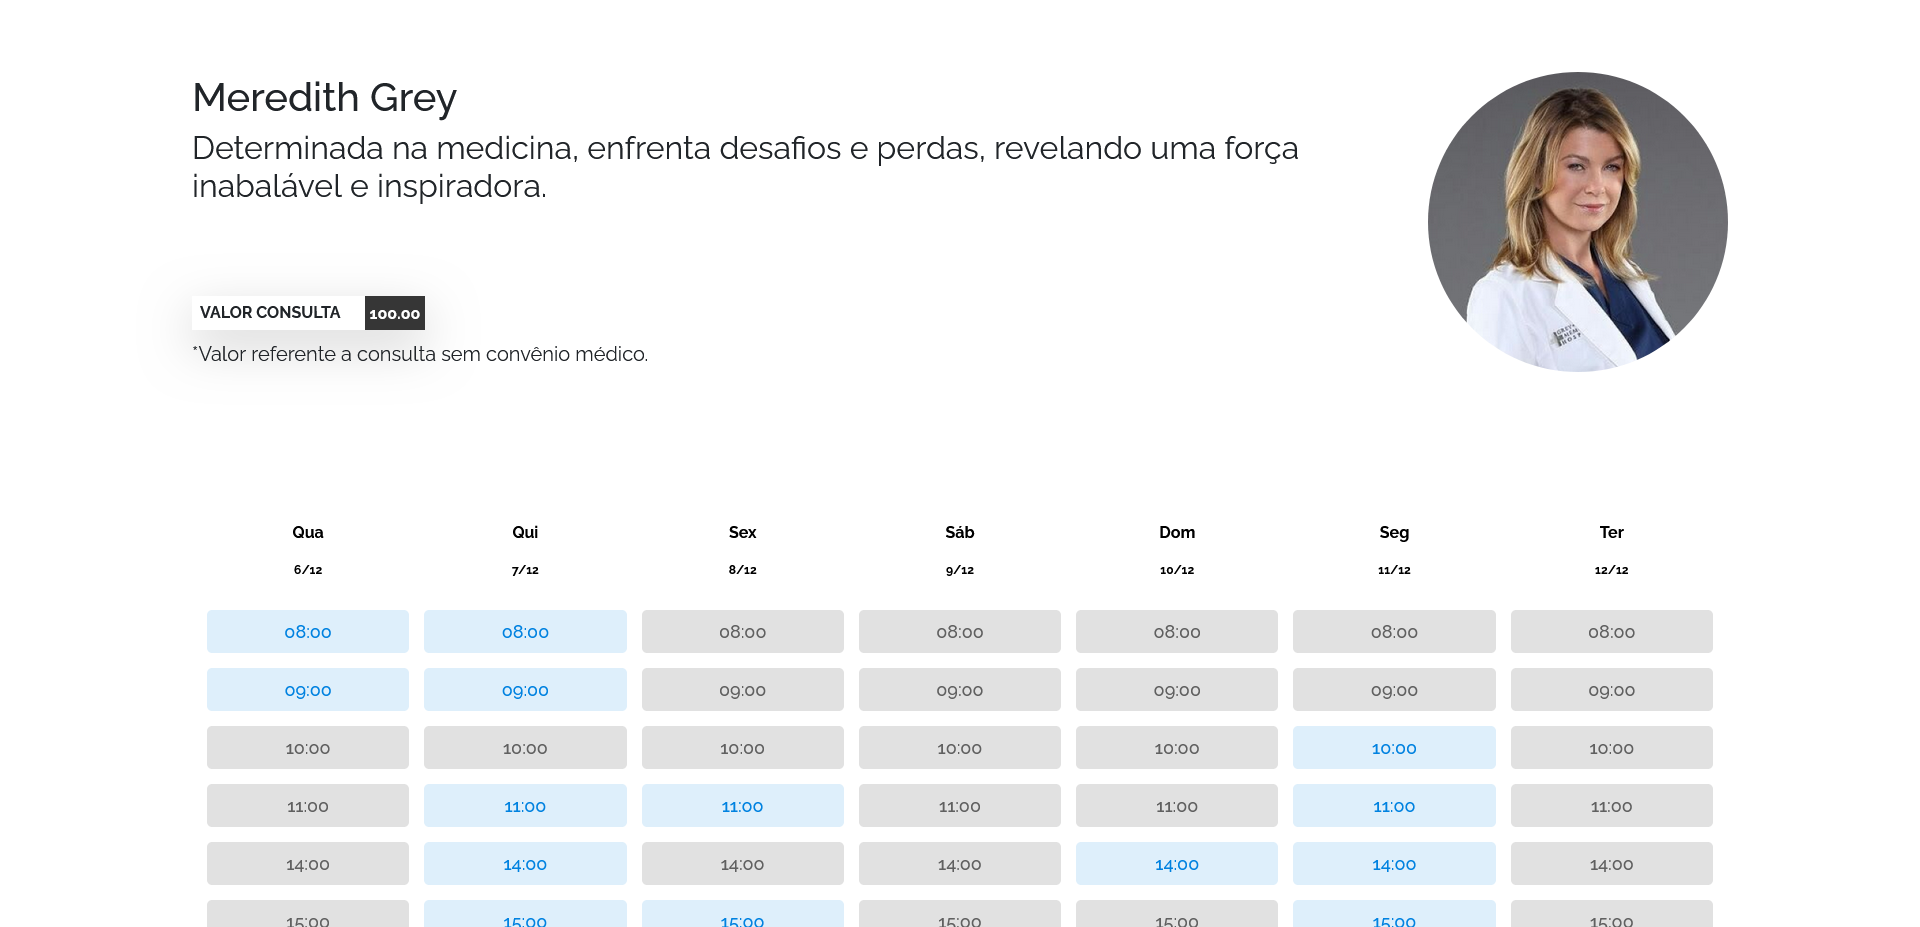 Meredith Grey
Determinada na medicina, enfrenta desafios e perdas, revelando uma força
inabalável e inspiradora.
VALOR CONSULTA 100.00
*Valor referente a consulta sem convênio médico.
Qua Qui Sex Sáb Dom Seg Ter
6/12 7/12 8/12 9/12 10/12 11/12 12/12
08:00 08:00 08:00 08:00 08:00 08:00 08:00
09:00 09:00 09:00 09:00 09:00 09:00 09:00
10:00 10:00 10:00 10:00 10:00 10:00 10:00
11:00 11:00 11:00 11:00 11:00 11:00 11:00
14:00 14:00 14:00 14:00 14:00 14:00 14:00
15:00 15:00 15:00 15:00 15:00 15:00 15:00